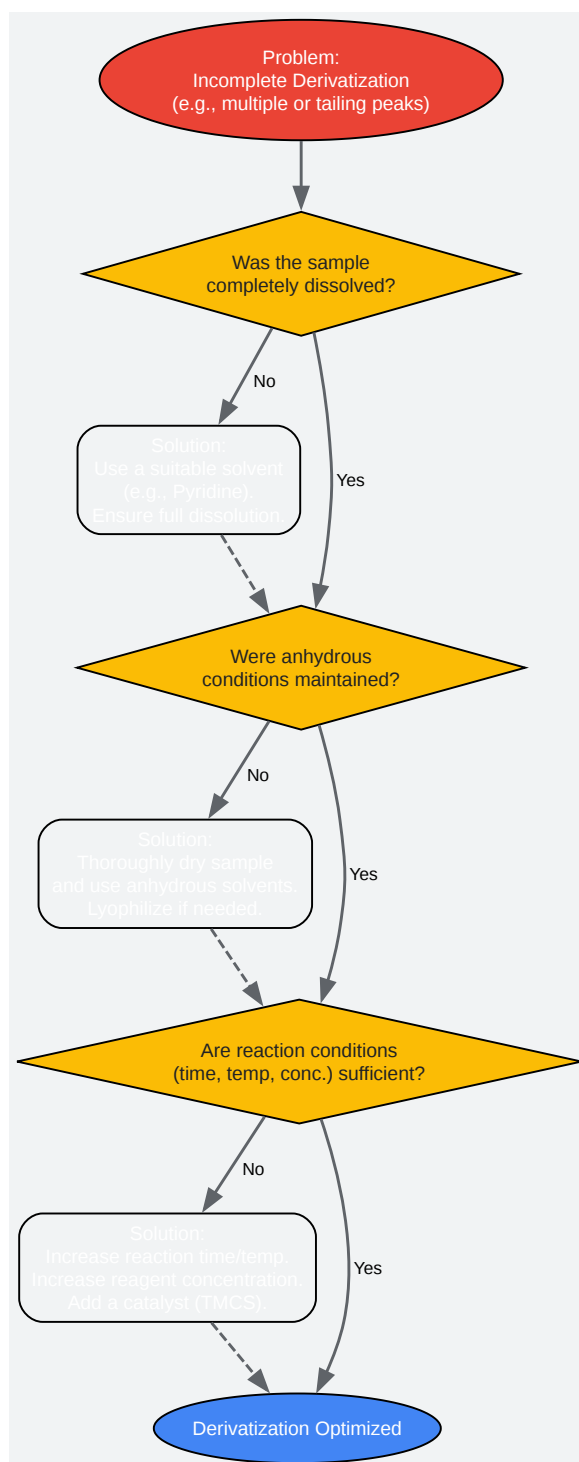 Problem:
Incomplete Derivatization
(e.g., multiple or tailing peaks)
Was the sample
completely dissolved?
No
Solution:
Use a suitable solvent
(e.g., Pyridine).
Ensure full dissolution.
Yes
Were anhydrous
conditions maintained?
No
Solution:
Thoroughly dry sample
and use anhydrous solvents.
Lyophilize if needed.
Yes
Are reaction conditions
(time, temp, conc.) sufficient?
No
Solution:
Increase reaction time/temp.
Increase reagent concentration.
Add a catalyst (TMCS).
Yes
Derivatization Optimized